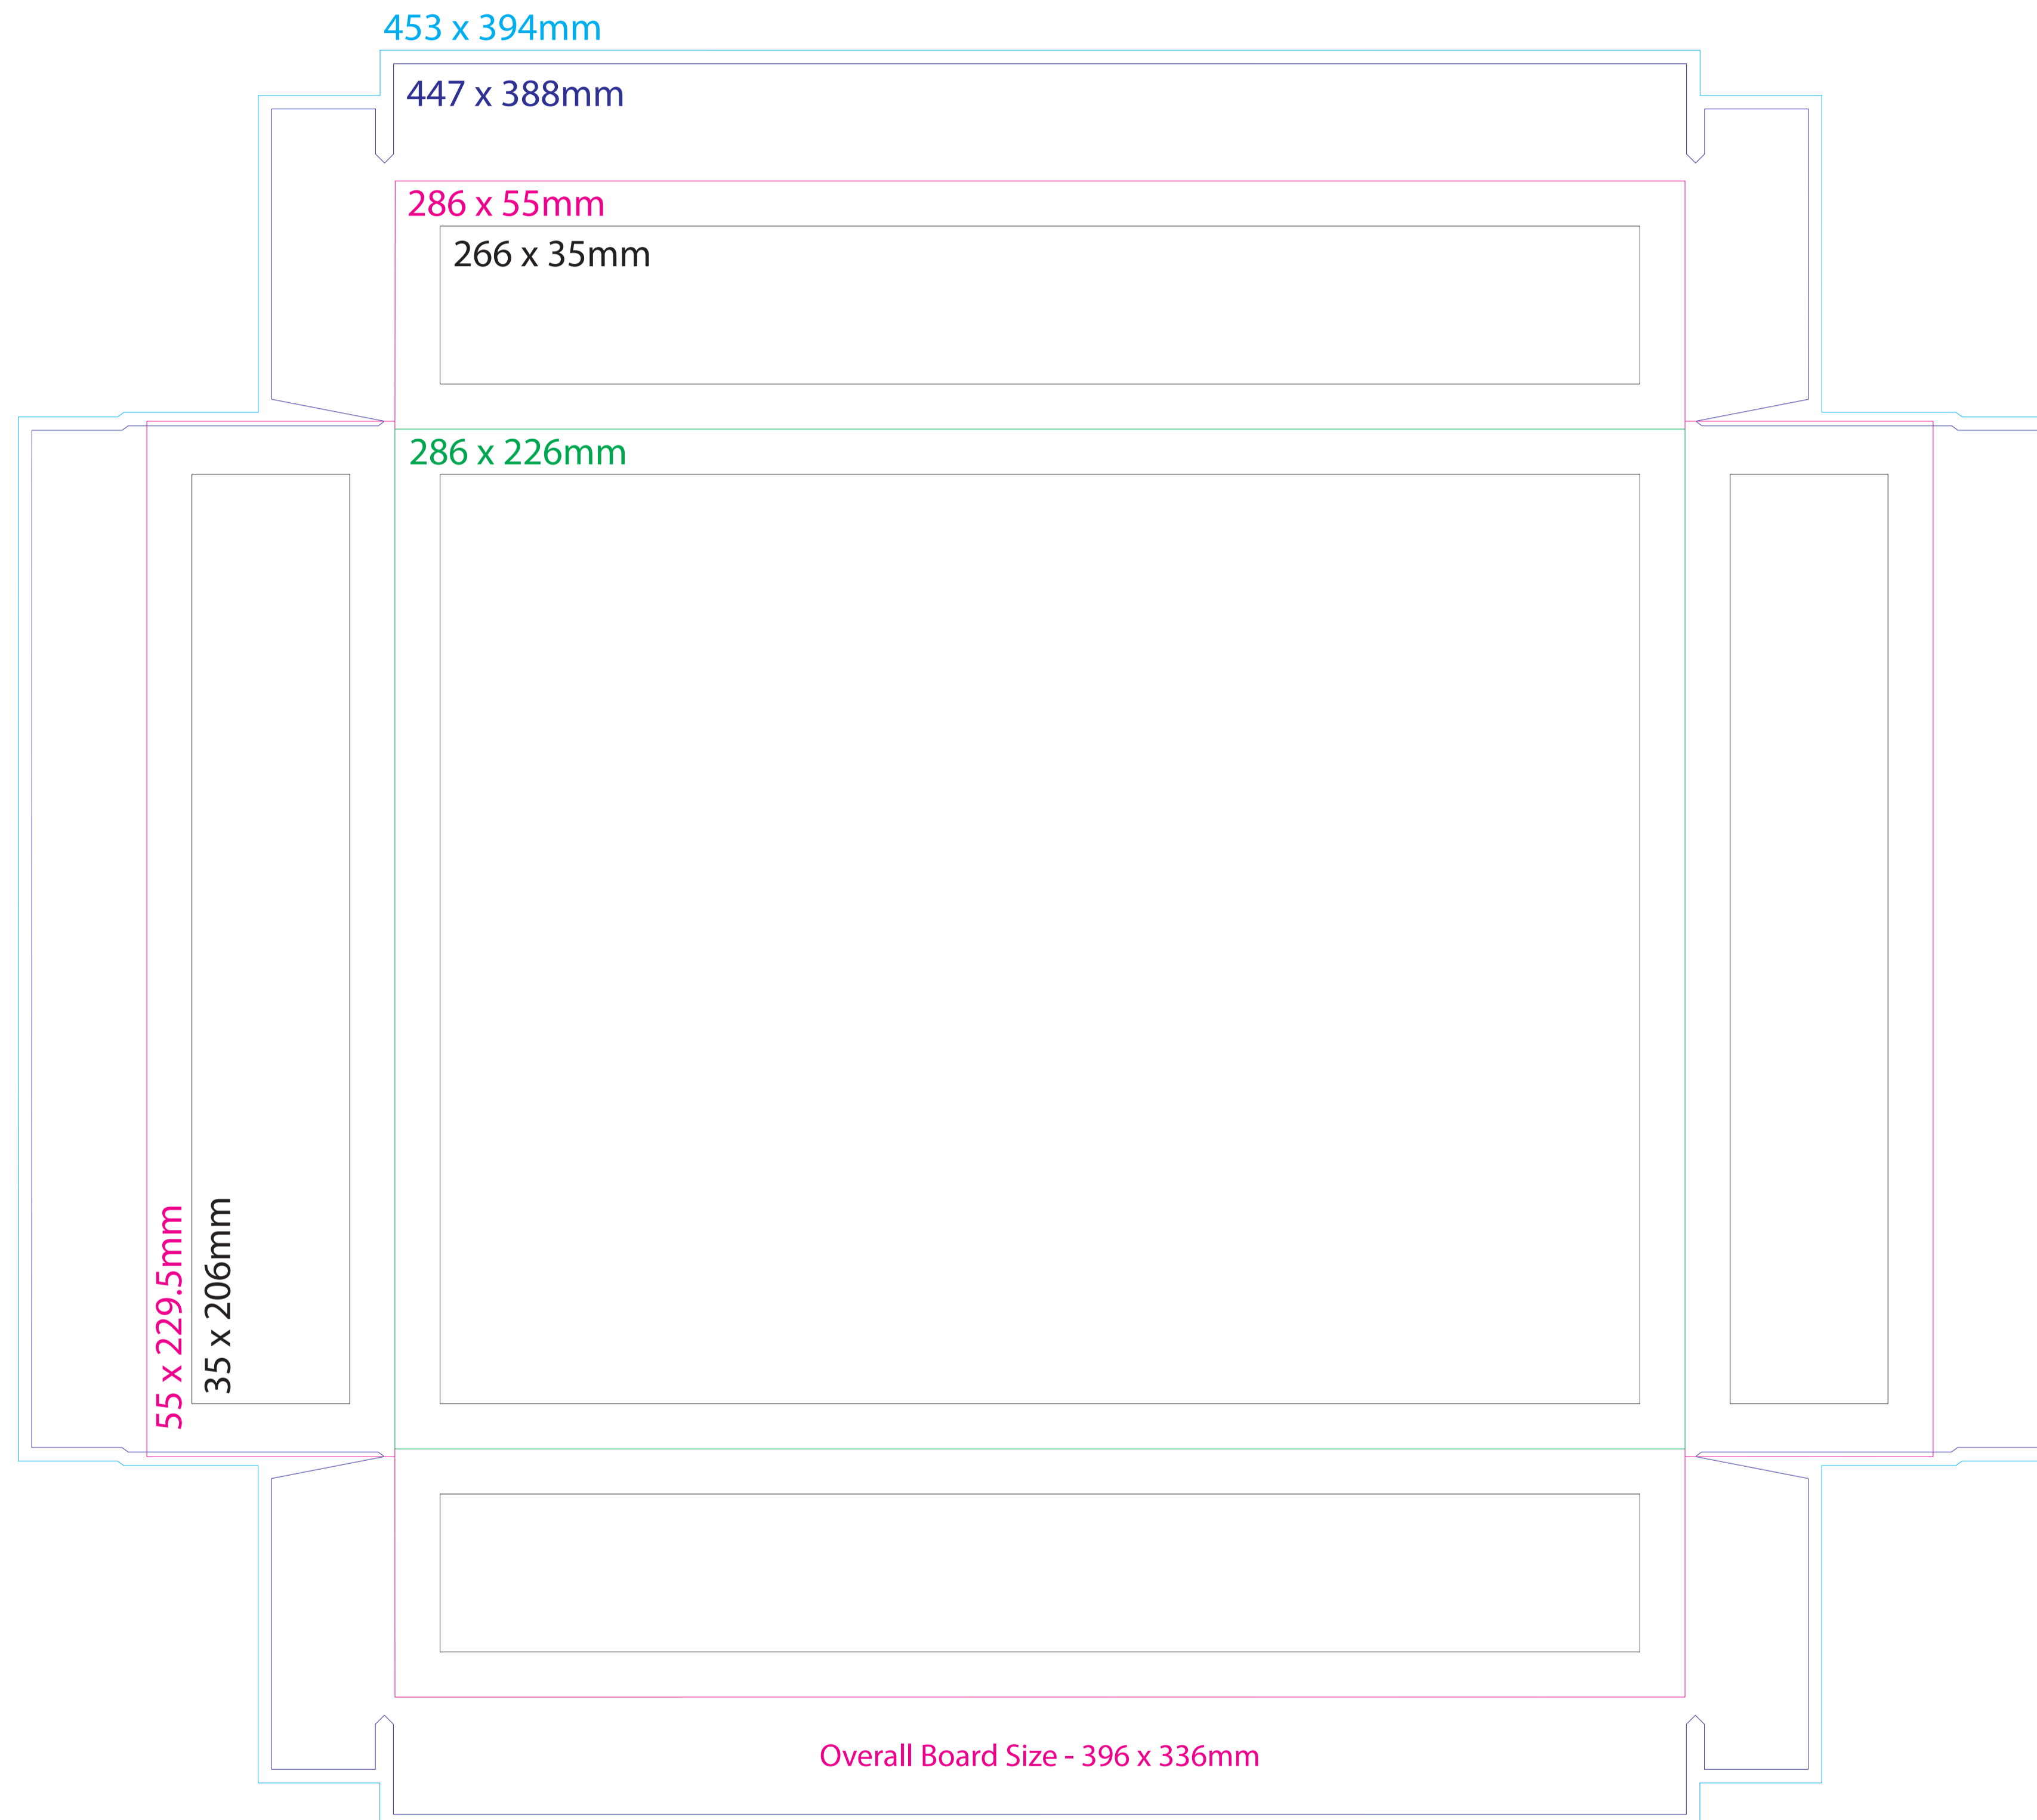 453 x 394mm
447 x 388mm
286 x 55mm
266 x 35mm
286 x 226mm
55 x 229.5mm
35 x 206mm
Overall Board Size - 396 x 336mm